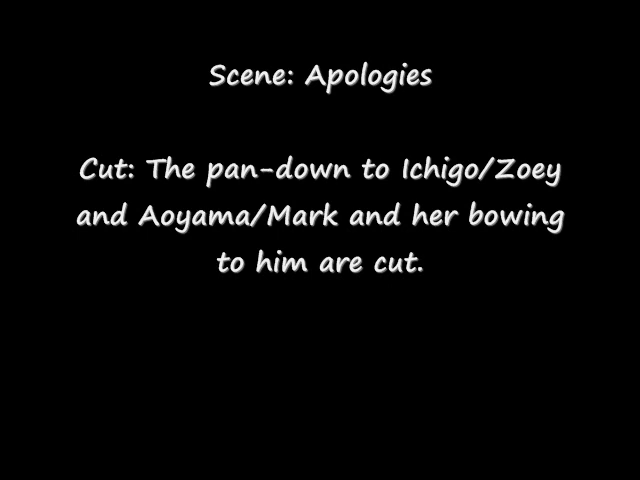 Scene: Apologies
Cut: The pan-down to Ichigo/Zoey
and Aoyama/Mark and her bowing
to him are cut.